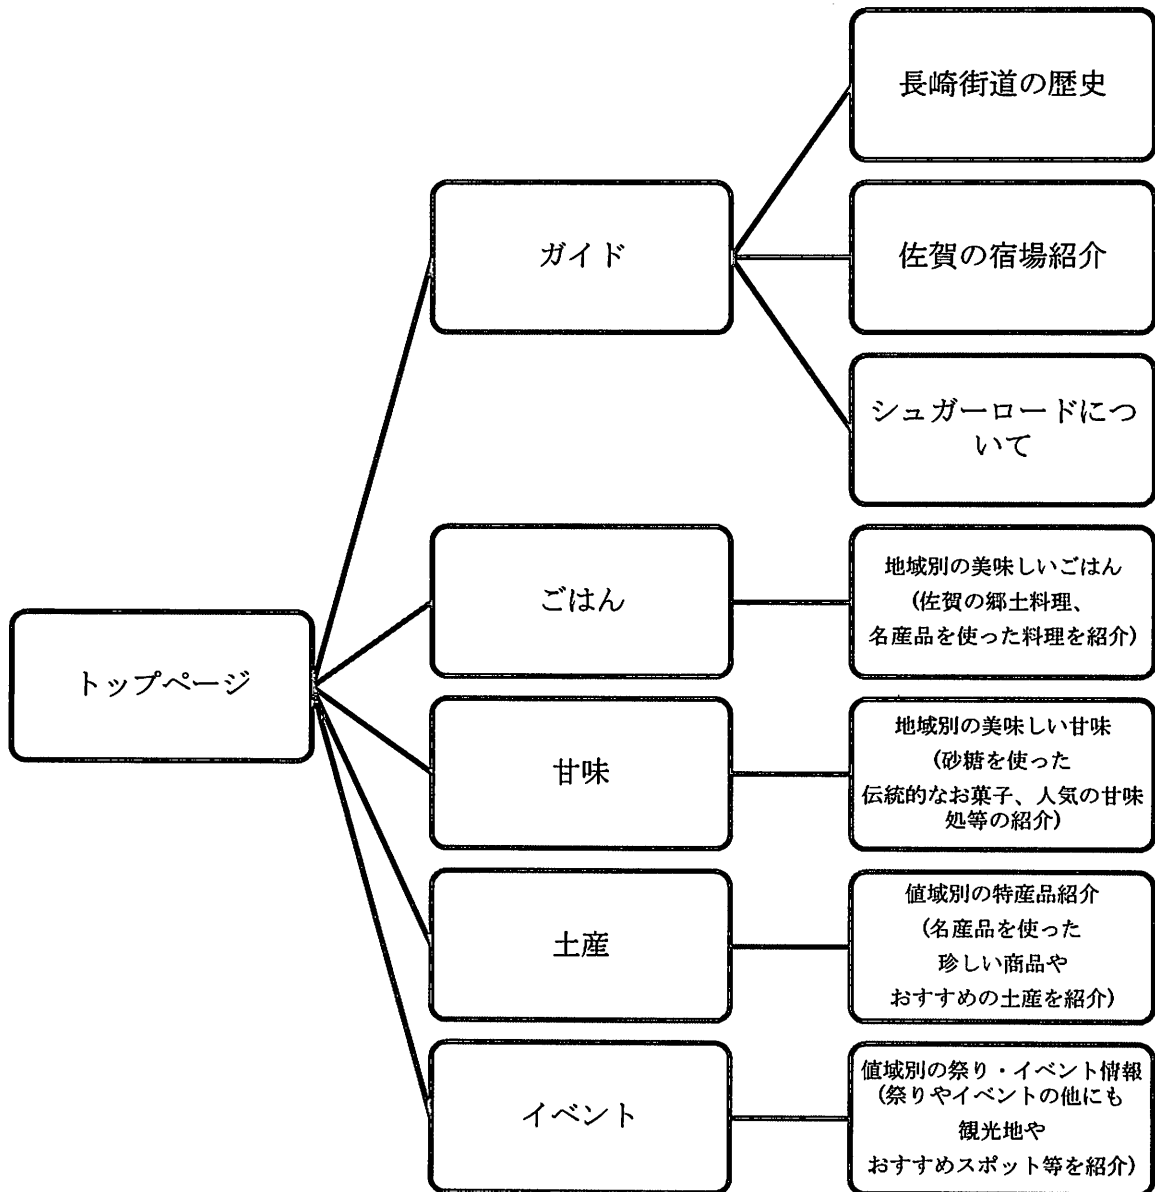 トップページ
ガイド
長崎街道の歴史
佐賀の宿場紹介
シュガーロードにつ
いて
ごはん
地域別の美味しいごはん
(佐賀の郷土料理、
名産品を使った料理を紹介)
甘味
地域別の美味しい甘味
(砂糖を使った
伝統的なお菓子、人気の甘味
処等の紹介)
土産
値域別の特産品紹介
(名産品を使った
珍しい商品や
おすすめの土産を紹介)
イベント
値域別の祭り・イベント情報
(祭りやイベントの他にも
観光地や
おすすめスポット等を紹介)